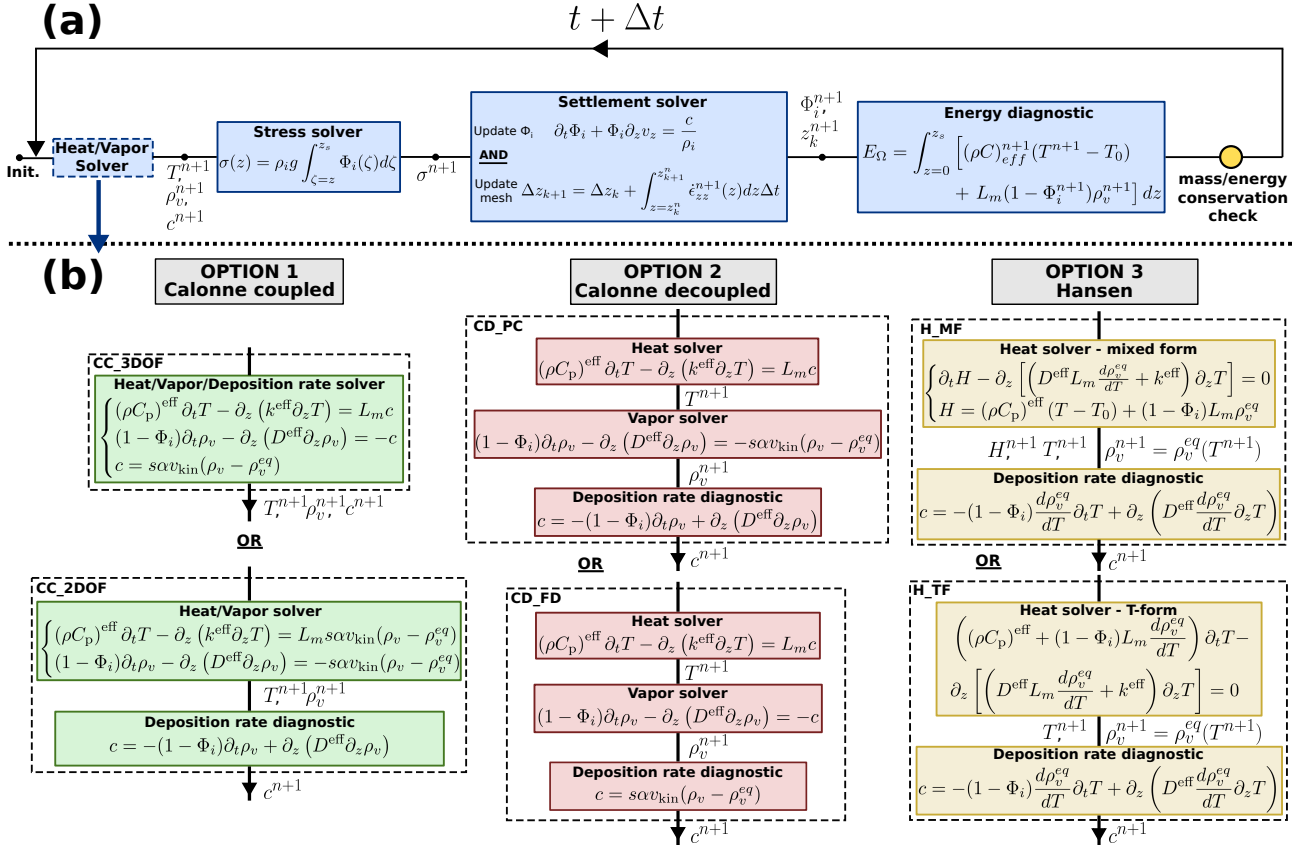 (a)
t + Δt
Init.
Heat/Vapor
Solver
T^{n+1},
ρ_v^{n+1},
c^{n+1}
Stress solver
σ(z) = ρ_i g ∫_{ζ=z}^{z_s} Φ_i(ζ)dζ
σ^{n+1}
Settlement solver
Update Φ_i   ∂_tΦ_i + Φ_i∂_z v_z = c/ρ_i
AND
Update
mesh
Δz_{k+1} = Δz_k + ∫_{z=z_k^n}^{z_{k+1}^n} ε̇_{zz}^{n+1}(z)dzΔt
Φ_i^{n+1},
z_k^{n+1}
Energy diagnostic
E_Ω = ∫_{z=0}^{z_s} [(ρC)_{eff}^{n+1}(T^{n+1} − T_0)
+ L_m(1 − Φ_i^{n+1})ρ_v^{n+1}] dz
mass/energy
conservation
check
(b)
OPTION 1
Calonne coupled
CC_3DOF
Heat/Vapor/Deposition rate solver
(ρC_p)^{eff} ∂_tT − ∂_z (k^{eff}∂_zT) = L_m c
(1 − Φ_i)∂_tρ_v − ∂_z (D^{eff}∂_zρ_v) = −c
c = sαv_{kin}(ρ_v − ρ_v^{eq})
T^{n+1}, ρ_v^{n+1}, c^{n+1}
OR
CC_2DOF
Heat/Vapor solver
(ρC_p)^{eff} ∂_tT − ∂_z (k^{eff}∂_zT) = L_m sαv_{kin}(ρ_v − ρ_v^{eq})
(1 − Φ_i)∂_tρ_v − ∂_z (D^{eff}∂_zρ_v) = −sαv_{kin}(ρ_v − ρ_v^{eq})
T^{n+1}, ρ_v^{n+1}
Deposition rate diagnostic
c = −(1 − Φ_i)∂_tρ_v + ∂_z (D^{eff}∂_zρ_v)
c^{n+1}
OPTION 2
Calonne decoupled
CD_PC
Heat solver
(ρC_p)^{eff} ∂_tT − ∂_z (k^{eff}∂_zT) = L_m c
T^{n+1}
Vapor solver
(1 − Φ_i)∂_tρ_v − ∂_z (D^{eff}∂_zρ_v) = −sαv_{kin}(ρ_v − ρ_v^{eq})
ρ_v^{n+1}
Deposition rate diagnostic
c = −(1 − Φ_i)∂_tρ_v + ∂_z (D^{eff}∂_zρ_v)
c^{n+1}
OR
CD_FD
Heat solver
(ρC_p)^{eff} ∂_tT − ∂_z (k^{eff}∂_zT) = L_m c
T^{n+1}
Vapor solver
(1 − Φ_i)∂_tρ_v − ∂_z (D^{eff}∂_zρ_v) = −c
ρ_v^{n+1}
Deposition rate diagnostic
c = sαv_{kin}(ρ_v − ρ_v^{eq})
c^{n+1}
OPTION 3
Hansen
H_MF
Heat solver - mixed form
∂_tH − ∂_z [(D^{eff}L_m dρ_v^{eq}/dT + k^{eff}) ∂_zT] = 0
H = (ρC_p)^{eff} (T − T_0) + (1 − Φ_i)L_mρ_v^{eq}
H^{n+1}, T^{n+1},   ρ_v^{n+1} = ρ_v^{eq}(T^{n+1})
Deposition rate diagnostic
c = −(1 − Φ_i) dρ_v^{eq}/dT ∂_tT + ∂_z (D^{eff} dρ_v^{eq}/dT ∂_zT)
c^{n+1}
OR
H_TF
Heat solver - T-form
((ρC_p)^{eff} + (1 − Φ_i)L_m dρ_v^{eq}/dT) ∂_tT−
∂_z [(D^{eff}L_m dρ_v^{eq}/dT + k^{eff}) ∂_zT] = 0
T^{n+1},   ρ_v^{n+1} = ρ_v^{eq}(T^{n+1})
Deposition rate diagnostic
c = −(1 − Φ_i) dρ_v^{eq}/dT ∂_tT + ∂_z (D^{eff} dρ_v^{eq}/dT ∂_zT)
c^{n+1}